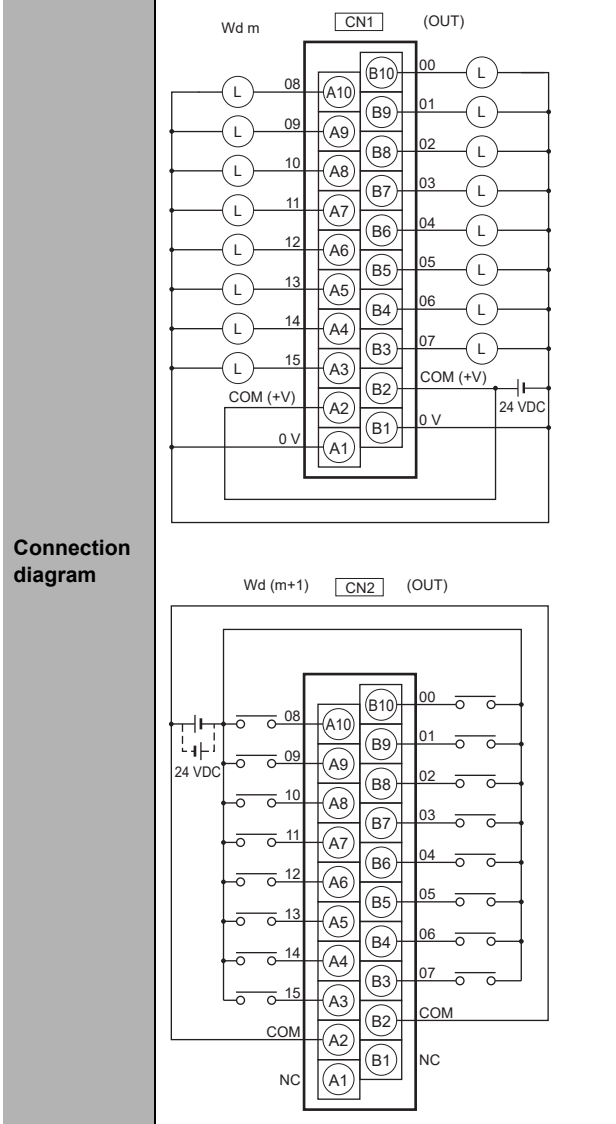 Connection
diagram
Wd m CN1 (OUT)
B10 00 L
L 08 A10
B9 01 L
L 09 A9
B8 02 L
L 10 A8
B7 03 L
L 11 A7
B6 04 L
L 12 A6
B5 05 L
L 13 A5
B4 06 L
L 14 A4
B3 07 L
L 15 A3
B2 COM (+V)
24 VDC
COM (+V) A2
B1 0 V
0 V A1
Wd (m+1) CN2 (OUT)
B10 00
08 A10
B9 01
09 A9
24 VDC
B8 02
10 A8
B7 03
11 A7
B6 04
12 A6
B5 05
13 A5
B4 06
14 A4
B3 07
15 A3
B2 COM
COM A2
B1 NC
NC A1